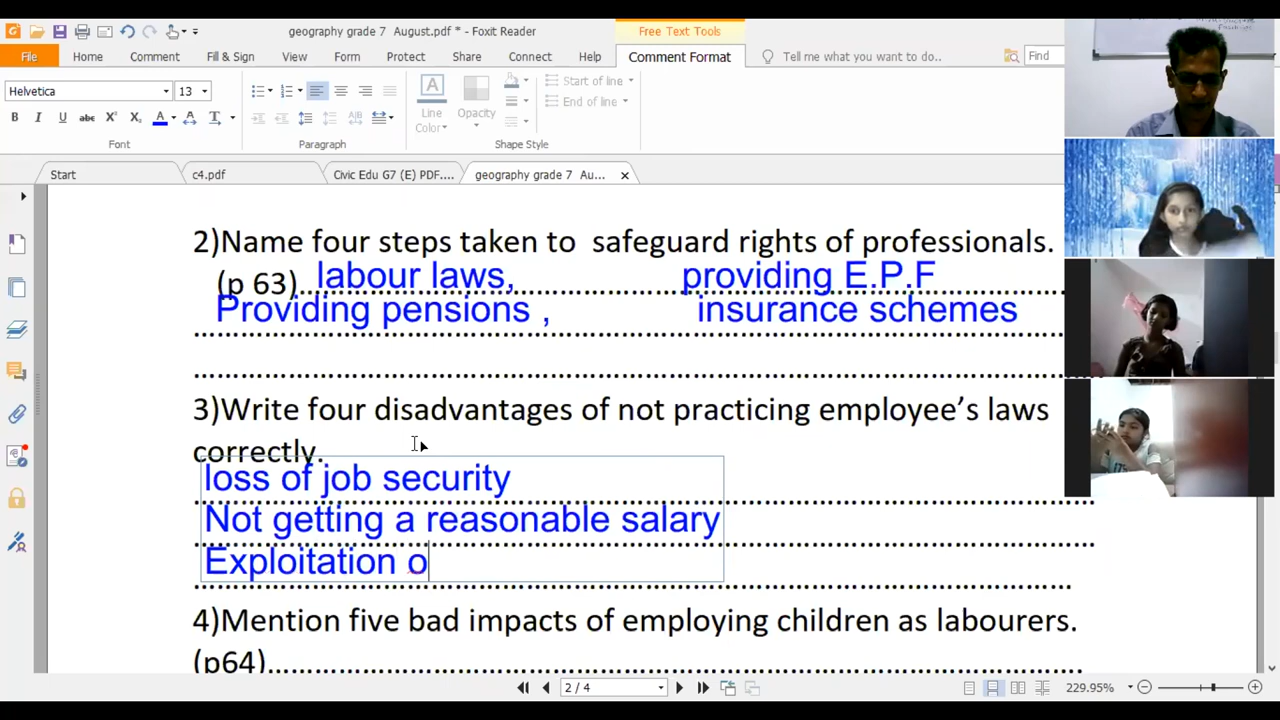 geography grade 7 August.pdf * - Foxit Reader
Free Text Tools
File Home Comment Fill & Sign View Form Protect Share Connect Help Comment Format Tell me what you want to do.. Find
Helvetica 13
Line Color Opacity
Start of line
End of line
Font Paragraph Shape Style
Start c4.pdf Civic Edu G7 (E) PDF.... geography grade 7 Au...
2)Name four steps taken to safeguard rights of professionals.
(p 63) labour laws, providing E.P.F
Providing pensions , insurance schemes
3)Write four disadvantages of not practicing employee's laws
correctly.
loss of job security
Not getting a reasonable salary
Exploitation o
4)Mention five bad impacts of employing children as labourers.
(p64)
2 / 4
229.95%